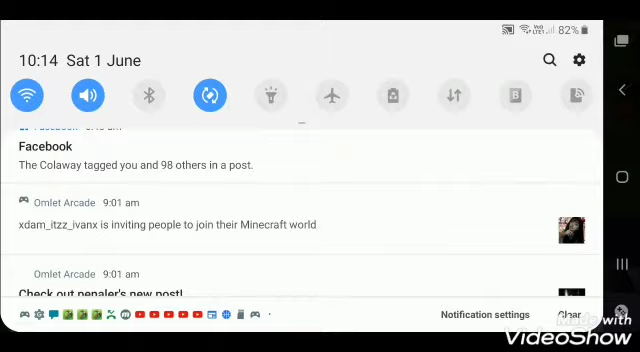 82%
10:14 Sat 1 June
Facebook
The Colaway tagged you and 98 others in a post.
Omlet Arcade 9:01 am
xdam_itzz_ivanx is inviting people to join their Minecraft world
Omlet Arcade 9:01 am
Check out penaler's new post!
Notification settings
Clear
Made with
VideoShow